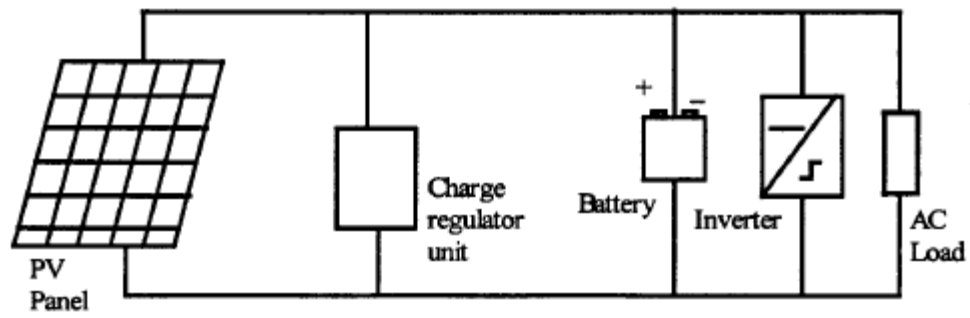 + -
Charge
regulator
unit
Battery
Inverter
AC
Load
PV
Panel